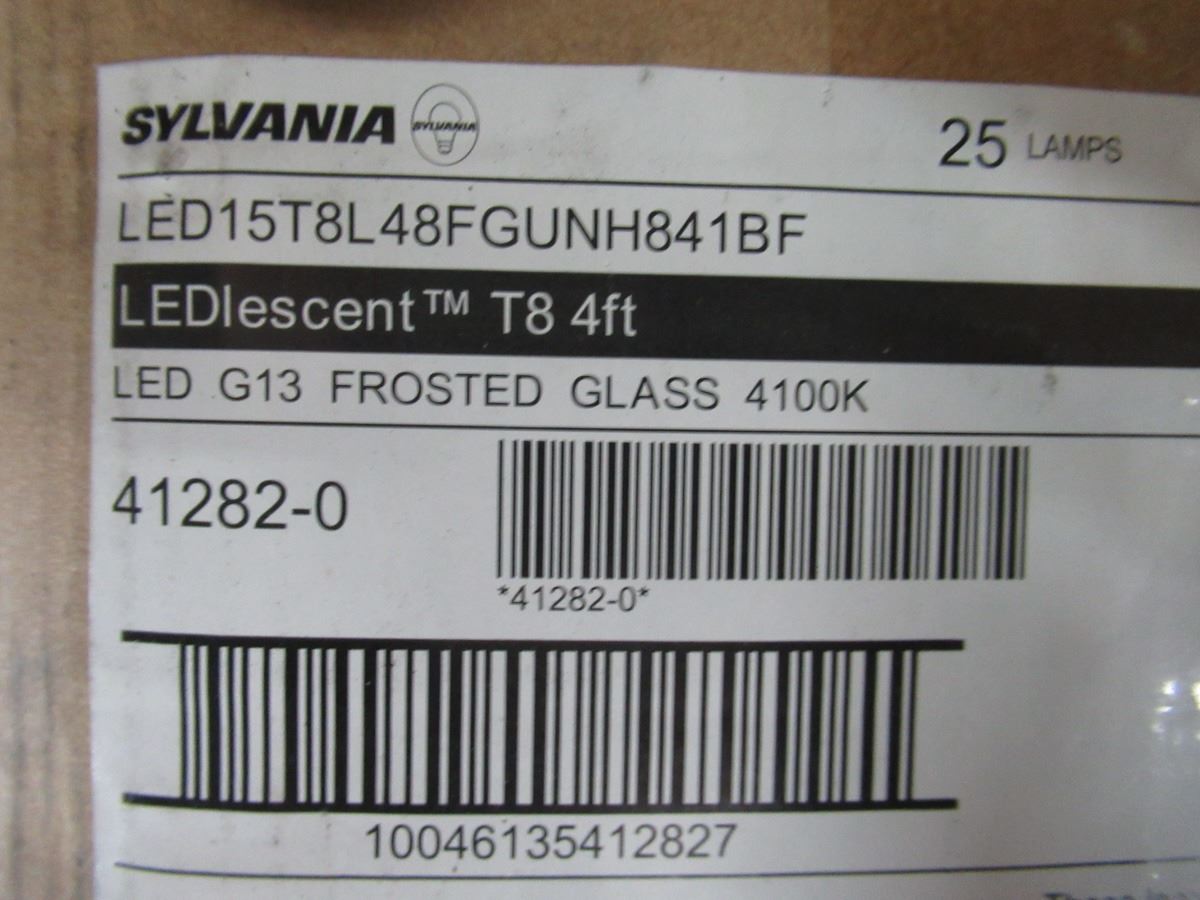 SYLVANIA SYLVANIA 25 LAMPS
LED15T8L48FGUNH841BF
LEDlescent™ T8 4ft
LED G13 FROSTED GLASS 4100K
41282-0
*41282-0*
10046135412827